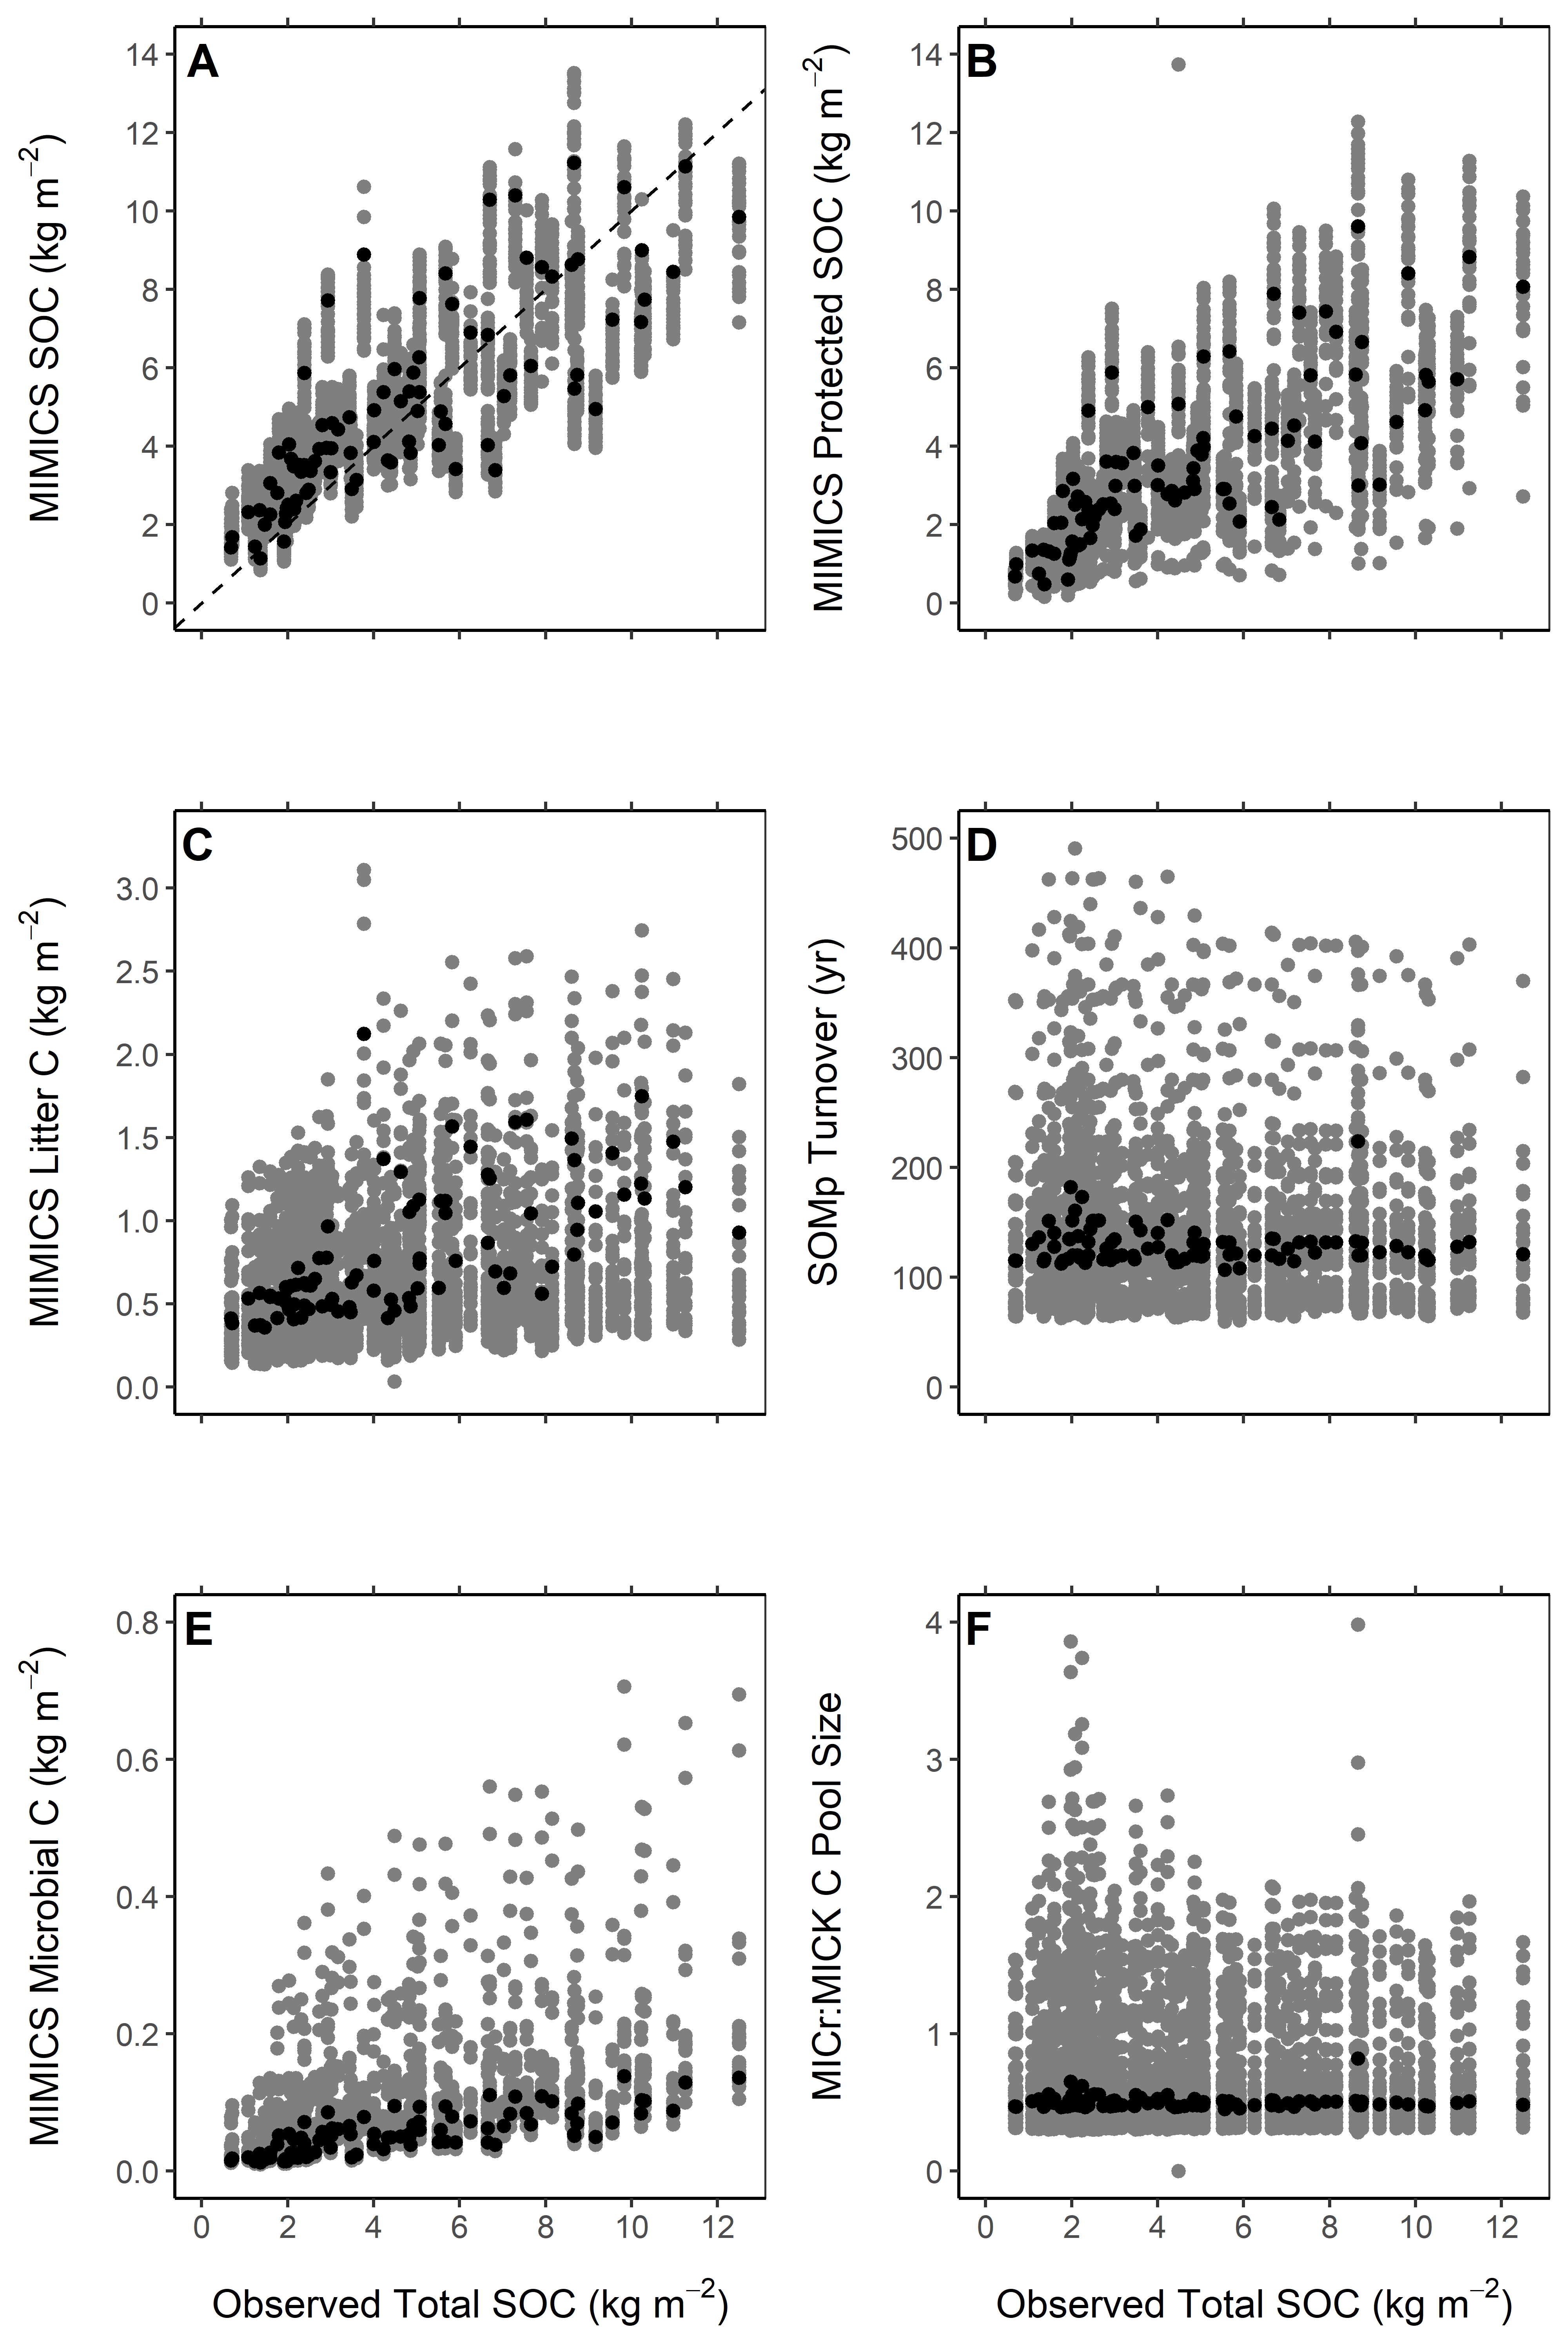 A
MIMICS SOC (kg m−2)
14
12
10
8
6
4
2
0
B
MIMICS Protected SOC (kg m−2)
14
12
10
8
6
4
2
0
C
MIMICS Litter C (kg m−2)
3.0
2.5
2.0
1.5
1.0
0.5
0.0
D
SOMp Turnover (yr)
500
400
300
200
100
0
E
MIMICS Microbial C (kg m−2)
0.8
0.6
0.4
0.2
0.0
0 2 4 6 8 10 12
Observed Total SOC (kg m−2)
F
MICr:MICK C Pool Size
4
3
2
1
0
0 2 4 6 8 10 12
Observed Total SOC (kg m−2)